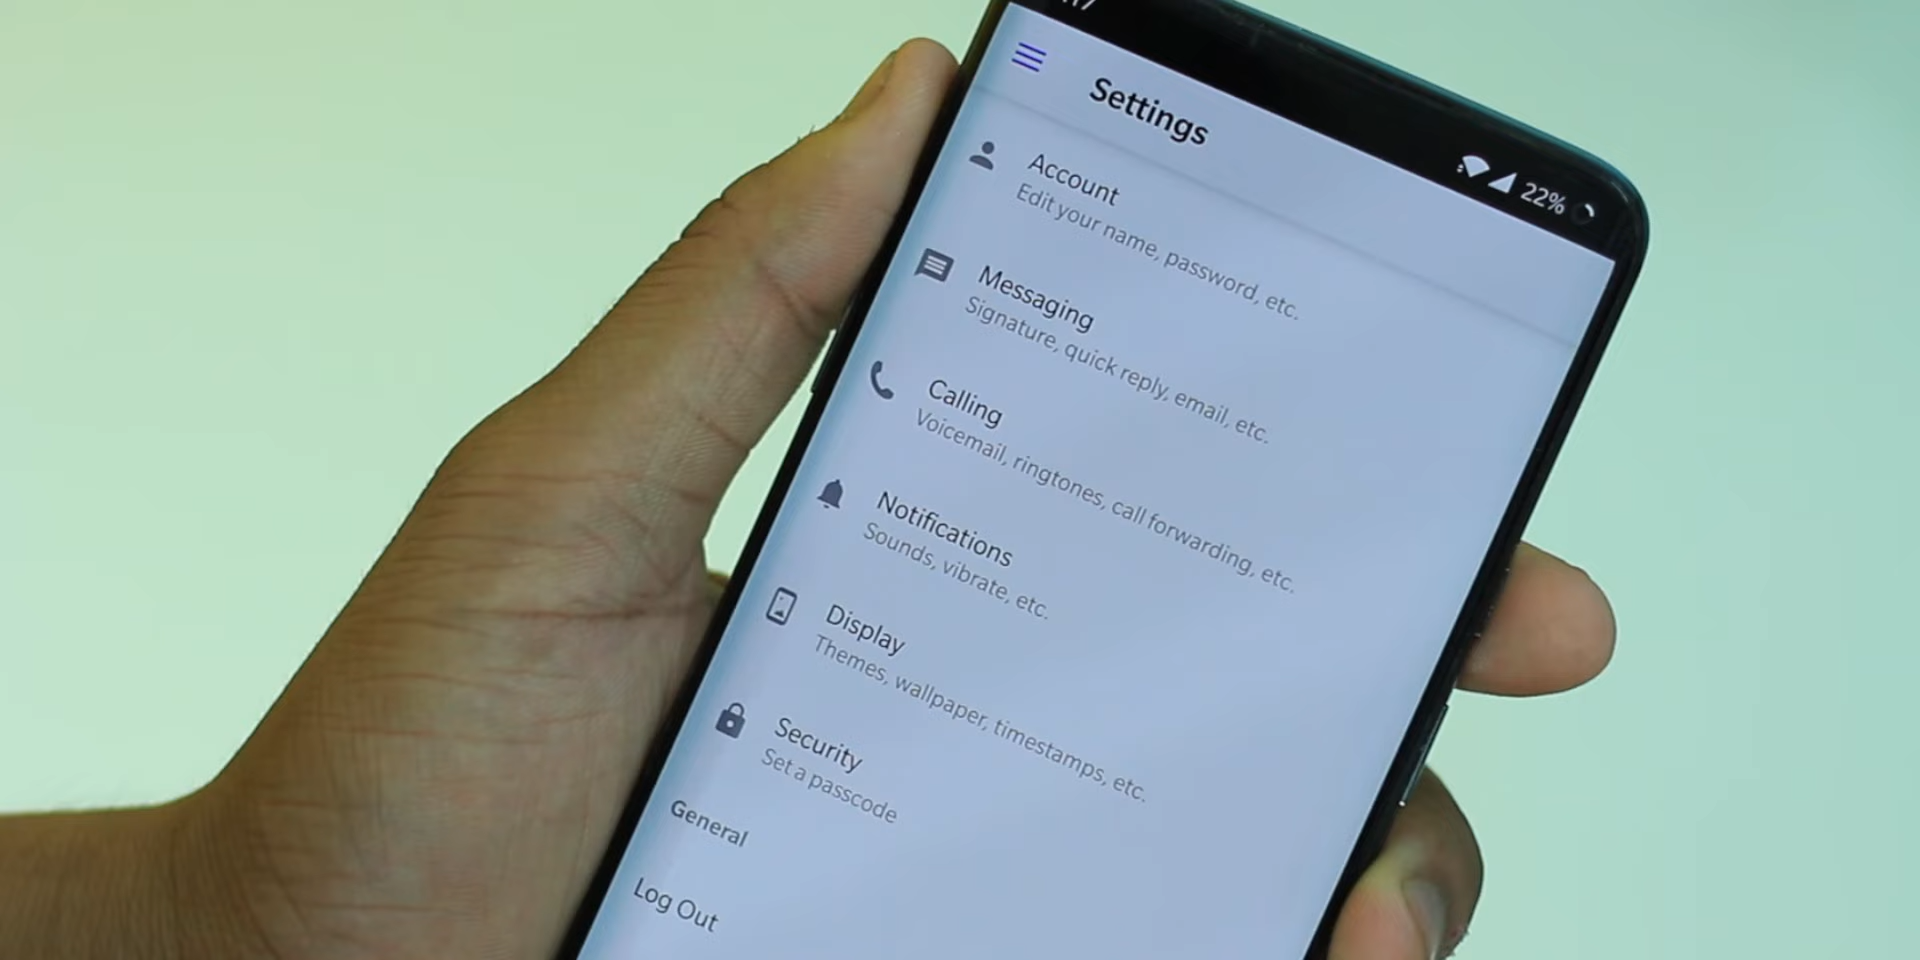 22%
Settings
Account
Edit your name, password, etc.
Messaging
Signature, quick reply, email, etc.
Calling
Voicemail, ringtones, call forwarding, etc.
Notifications
Sounds, vibrate, etc.
Display
Themes, wallpaper, timestamps, etc.
Security
Set a passcode
General
Log Out